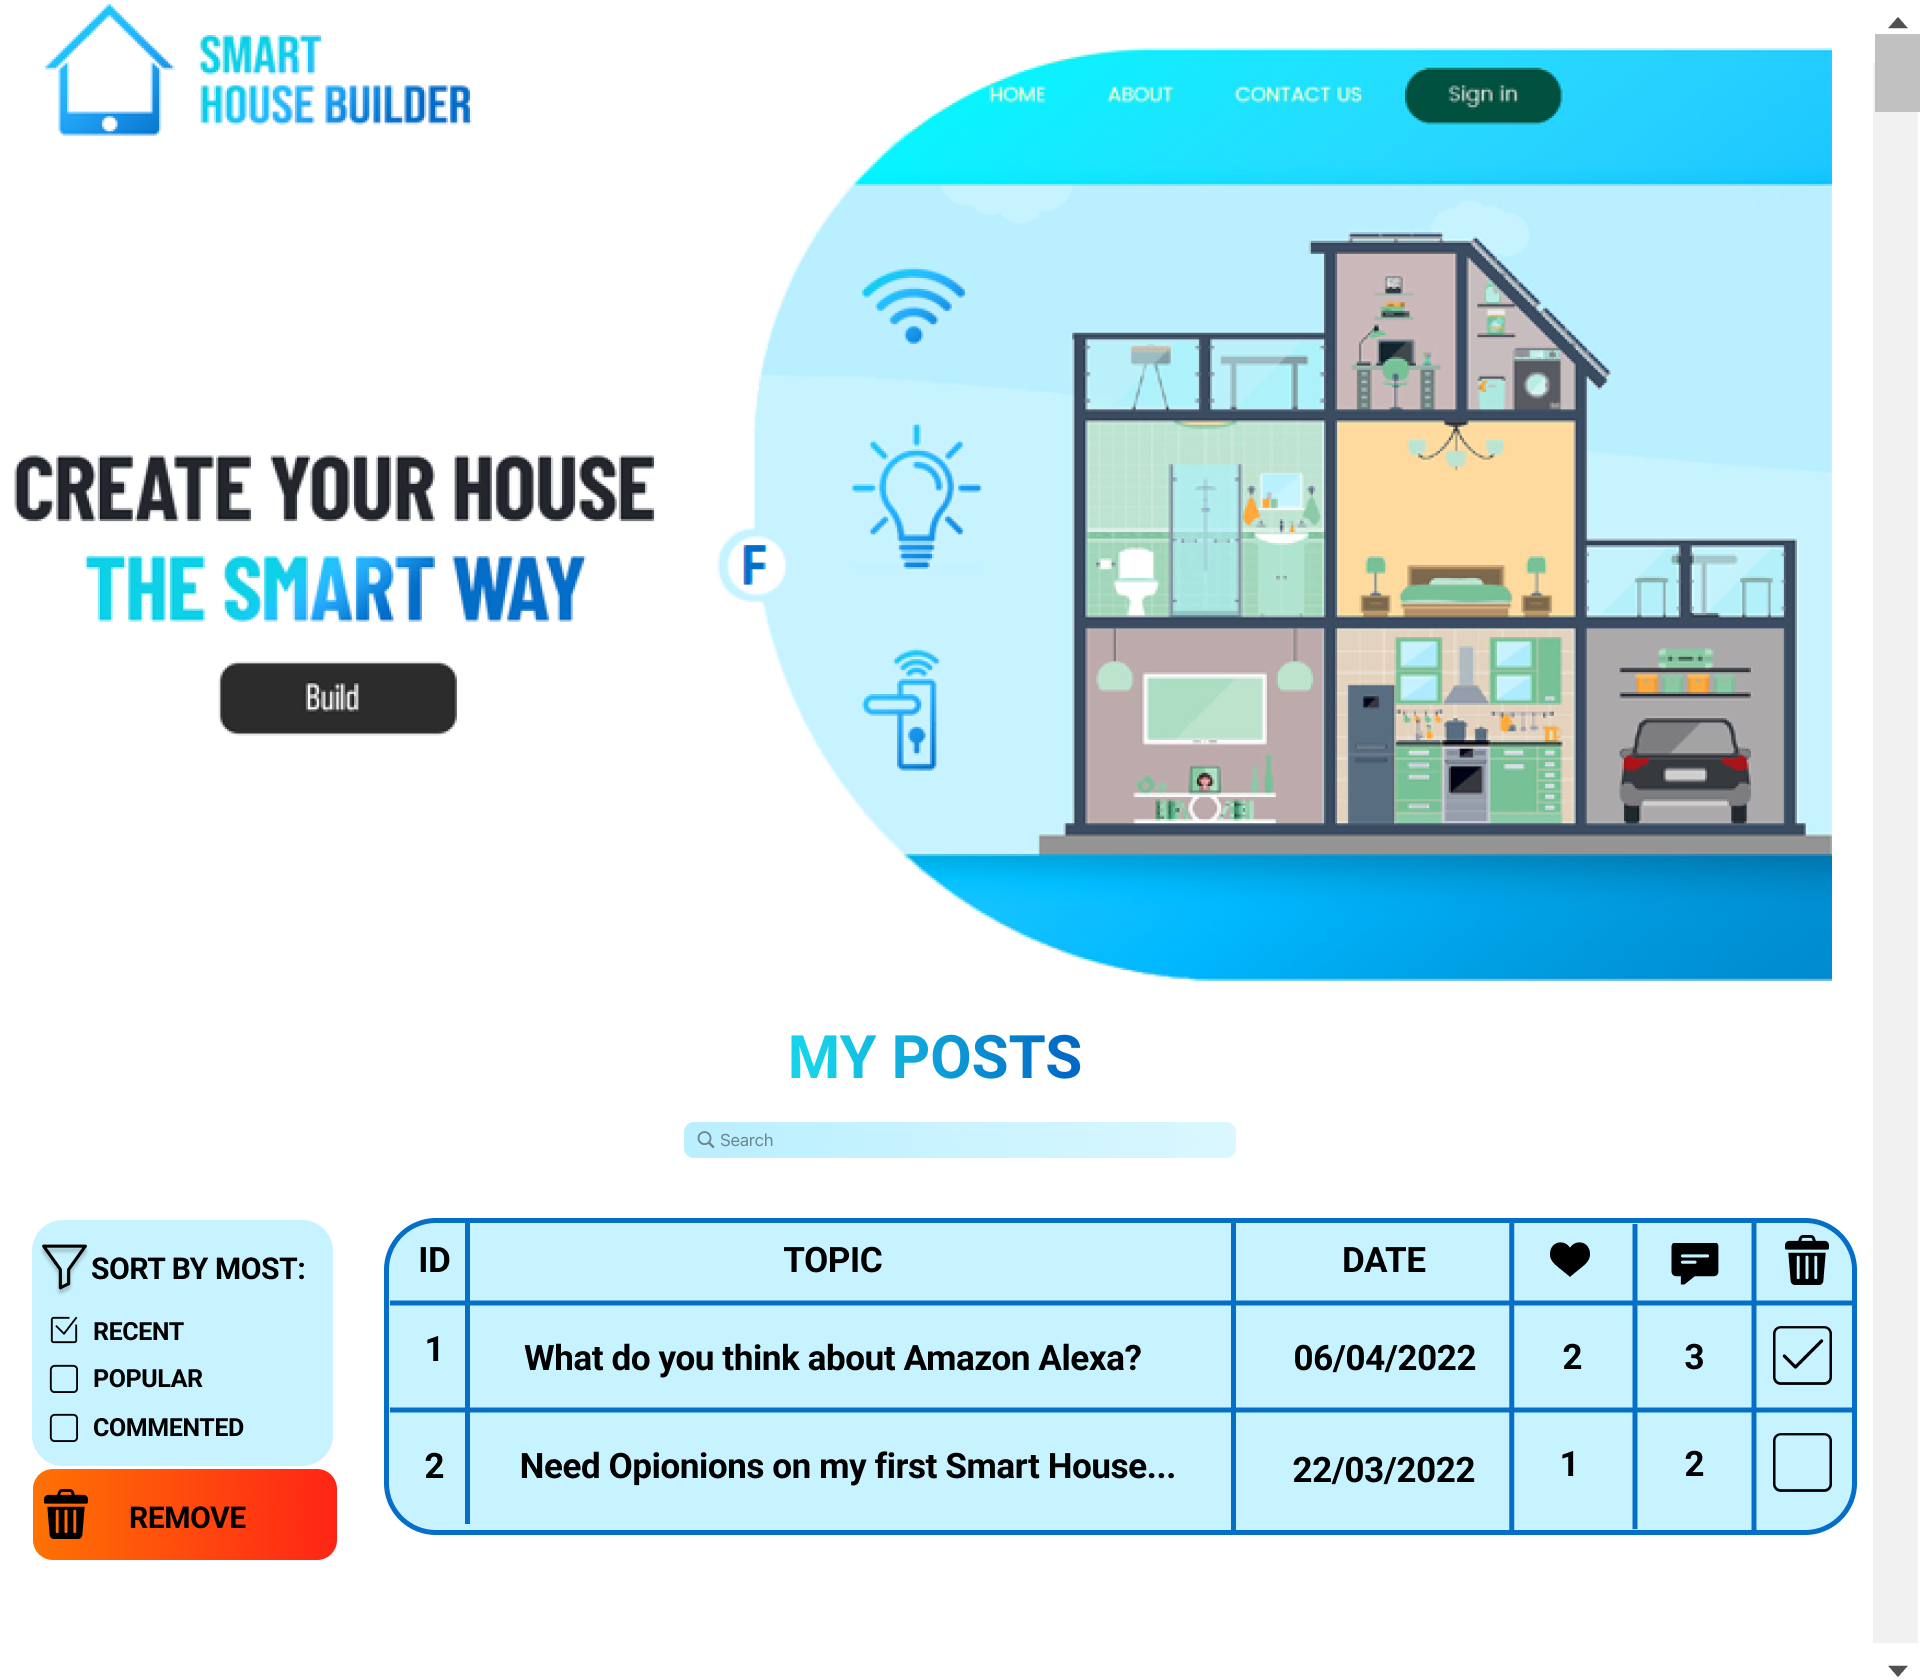 SMART
HOUSE BUILDER
HOME ABOUT CONTACT US Sign in
CREATE YOUR HOUSE
THE SMART WAY
F
Build
MY POSTS
Search
SORT BY MOST:
RECENT
POPULAR
COMMENTED
REMOVE
ID TOPIC DATE
1 What do you think about Amazon Alexa? 06/04/2022 2 3
2 Need Opionions on my first Smart House... 22/03/2022 1 2